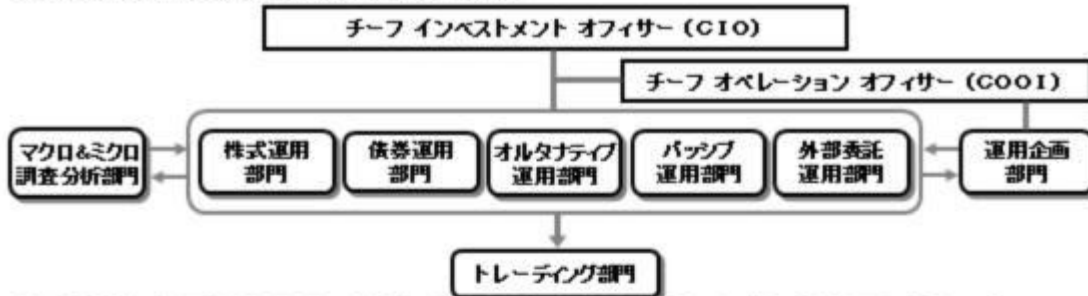 チーフ インベストメント オフィサー (CIO)
チーフ オペレーション オフィサー (COOI)
マクロ&ミクロ
調査分析部門
株式運用
部門
債券運用
部門
オルタナティブ
運用部門
パッシブ
運用部門
外部委託
運用部門
運用企画
部門
トレーディング部門